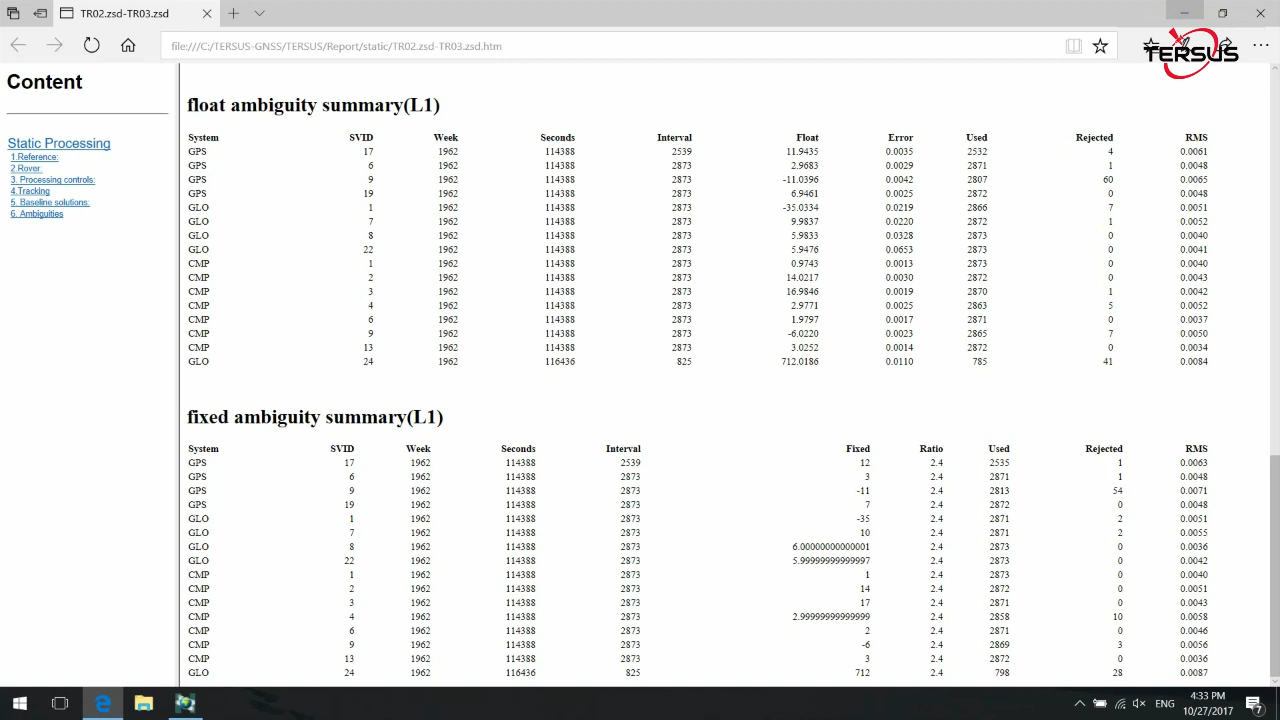 TR02.zsd-TR03.zsd
file:///C:/TERSUS-GNSS/TERSUS/Report/static/TR02.zsd-TR03.zsd.htm
TERSUS
Content
Static Processing
1.Reference:
2.Rover
3. Processing controls:
4.Tracking
5. Baseline solutions:
6. Ambiguities
float ambiguity summary(L1)
System SVID Week Seconds Interval Float Error Used Rejected RMS
GPS 17 1962 114388 2539 11.9435 0.0035 2532 4 0.0061
GPS 6 1962 114388 2873 2.9683 0.0029 2871 1 0.0048
GPS 9 1962 114388 2873 -11.0396 0.0042 2807 60 0.0065
GPS 19 1962 114388 2873 6.9461 0.0025 2872 0 0.0048
GLO 1 1962 114388 2873 -35.0334 0.0219 2866 7 0.0051
GLO 7 1962 114388 2873 9.9837 0.0220 2872 1 0.0052
GLO 8 1962 114388 2873 5.9833 0.0328 2873 0 0.0040
GLO 22 1962 114388 2873 5.9476 0.0653 2873 0 0.0041
CMP 1 1962 114388 2873 0.9743 0.0013 2873 0 0.0040
CMP 2 1962 114388 2873 14.0217 0.0030 2872 0 0.0043
CMP 3 1962 114388 2873 16.9846 0.0019 2870 1 0.0042
CMP 4 1962 114388 2873 2.9771 0.0025 2863 5 0.0052
CMP 6 1962 114388 2873 1.9797 0.0017 2871 0 0.0037
CMP 9 1962 114388 2873 -6.0220 0.0023 2865 7 0.0050
CMP 13 1962 114388 2873 3.0252 0.0014 2872 0 0.0034
GLO 24 1962 116436 825 712.0186 0.0110 785 41 0.0084
fixed ambiguity summary(L1)
System SVID Week Seconds Interval Fixed Ratio Used Rejected RMS
GPS 17 1962 114388 2539 12 2.4 2535 1 0.0063
GPS 6 1962 114388 2873 3 2.4 2871 1 0.0048
GPS 9 1962 114388 2873 -11 2.4 2813 54 0.0071
GPS 19 1962 114388 2873 7 2.4 2872 0 0.0048
GLO 1 1962 114388 2873 -35 2.4 2871 2 0.0051
GLO 7 1962 114388 2873 10 2.4 2871 2 0.0055
GLO 8 1962 114388 2873 6.00000000000001 2.4 2873 0 0.0036
GLO 22 1962 114388 2873 5.99999999999997 2.4 2873 0 0.0042
CMP 1 1962 114388 2873 1 2.4 2873 0 0.0040
CMP 2 1962 114388 2873 14 2.4 2872 0 0.0051
CMP 3 1962 114388 2873 17 2.4 2871 0 0.0043
CMP 4 1962 114388 2873 2.99999999999999 2.4 2858 10 0.0058
CMP 6 1962 114388 2873 2 2.4 2871 0 0.0046
CMP 9 1962 114388 2873 -6 2.4 2869 3 0.0056
CMP 13 1962 114388 2873 3 2.4 2872 0 0.0036
GLO 24 1962 116436 825 712 2.4 798 28 0.0087
ENG
4:33 PM
10/27/2017
7